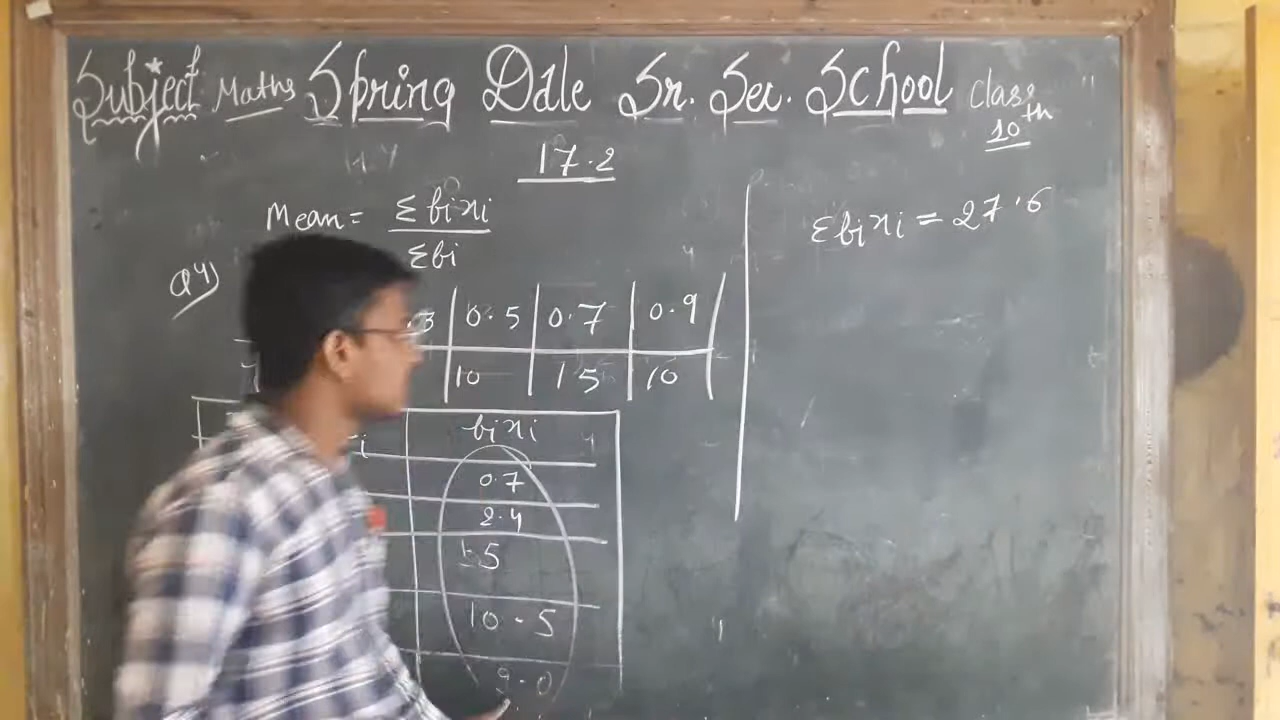 Subject Maths Spring Dale Sr. Sec. School Class 10th
17.2
Mean = Σfixi / Σfi
Σfixi = 27.6
Q4)
.3 | 0.5 | 0.7 | 0.9
10 | 15 | 10
i | fixi
0.7
2.4
5
10.5
9.0